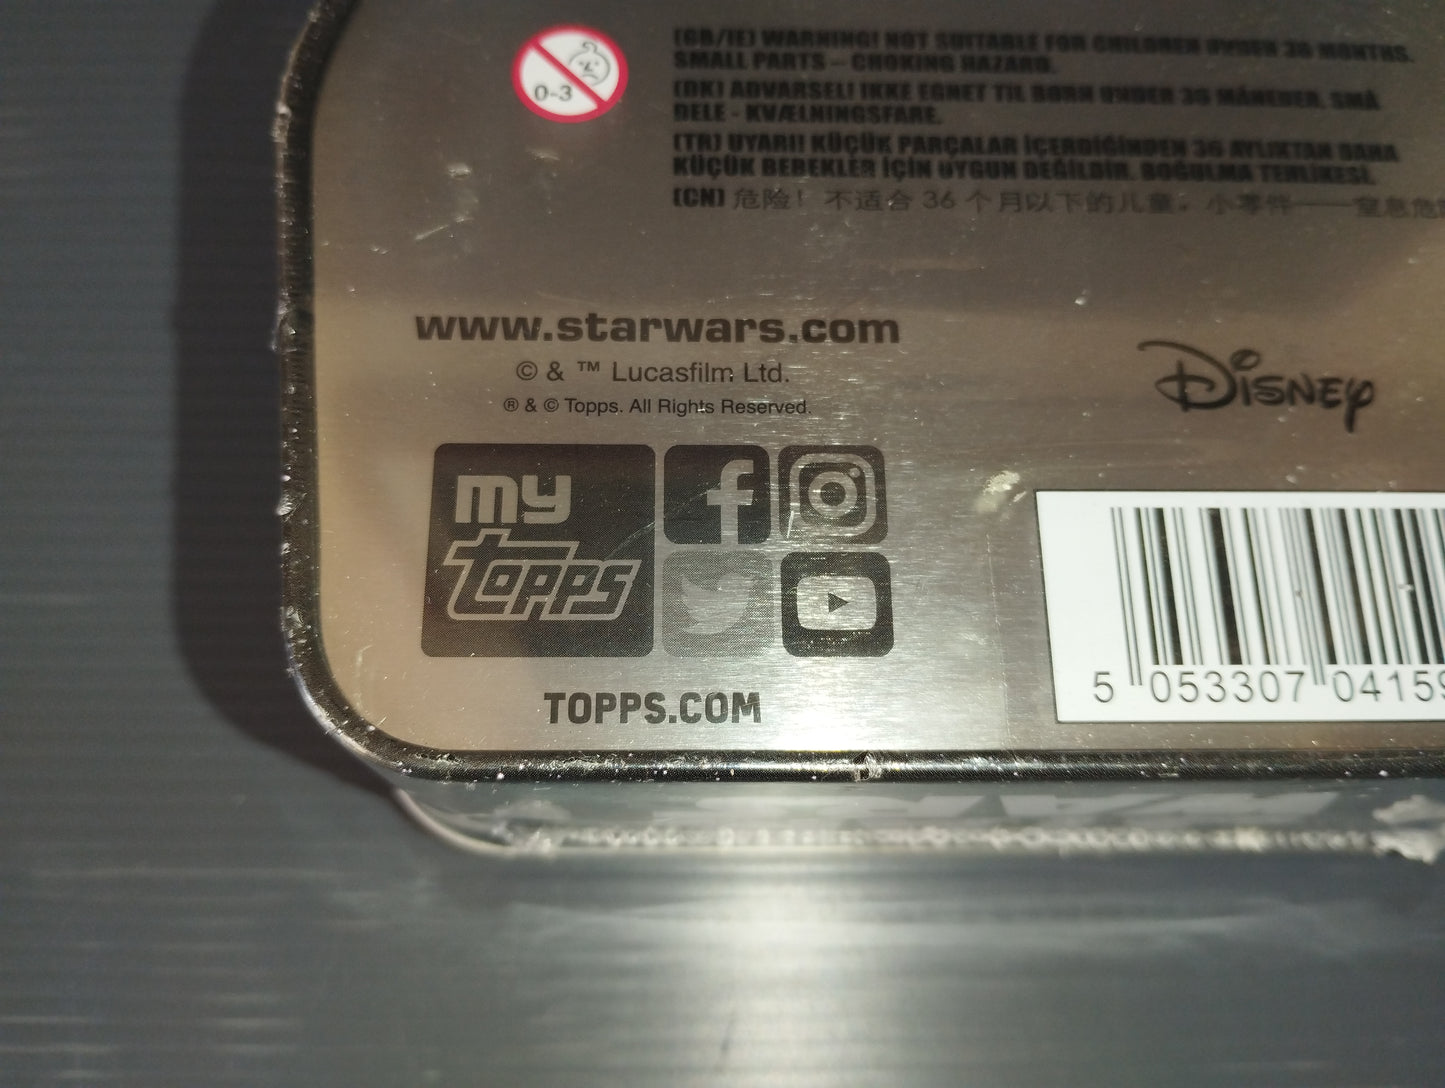 0-3
(GB/IE) WARNING! NOT SUITABLE FOR CHILDREN UNDER 36 MONTHS.
SMALL PARTS – CHOKING HAZARD.
(DK) ADVARSEL! IKKE EGNET TIL BØRN UNDER 36 MÅNEDER. SMÅ
DELE - KVÆLNINGSFARE.
(TR) UYARI! KÜÇÜK PARÇALAR İÇERDİĞİNDEN 36 AYLIKTAN DAHA
KÜÇÜK BEBEKLER İÇİN UYGUN DEĞİLDİR. BOĞULMA TEHLİKESİ.
(CN) 危险！ 不适合 36 个月以下的儿童。小零件——窒息危
www.starwars.com
© & ™ Lucasfilm Ltd.
® & © Topps. All Rights Reserved.
Disney
my
topps
f
TOPPS.COM
5 053307 04159